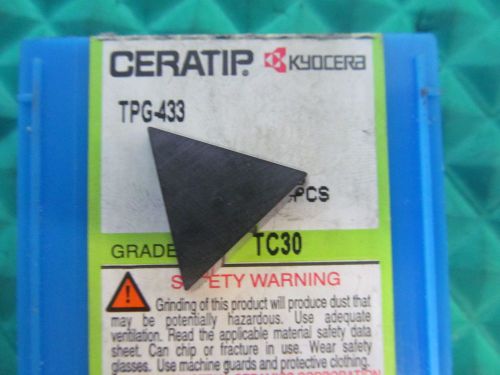 CERATIP. KYOCERA
TPG-433
PCS
GRADE TC30
SAFETY WARNING
Grinding of this product will produce dust that
may be potentially hazardous. Use adequate
ventilation. Read the applicable material safety data
sheet. Can chip or fracture in use. Wear safety
glasses. Use machine guards and protective clothing.
CORPORATION